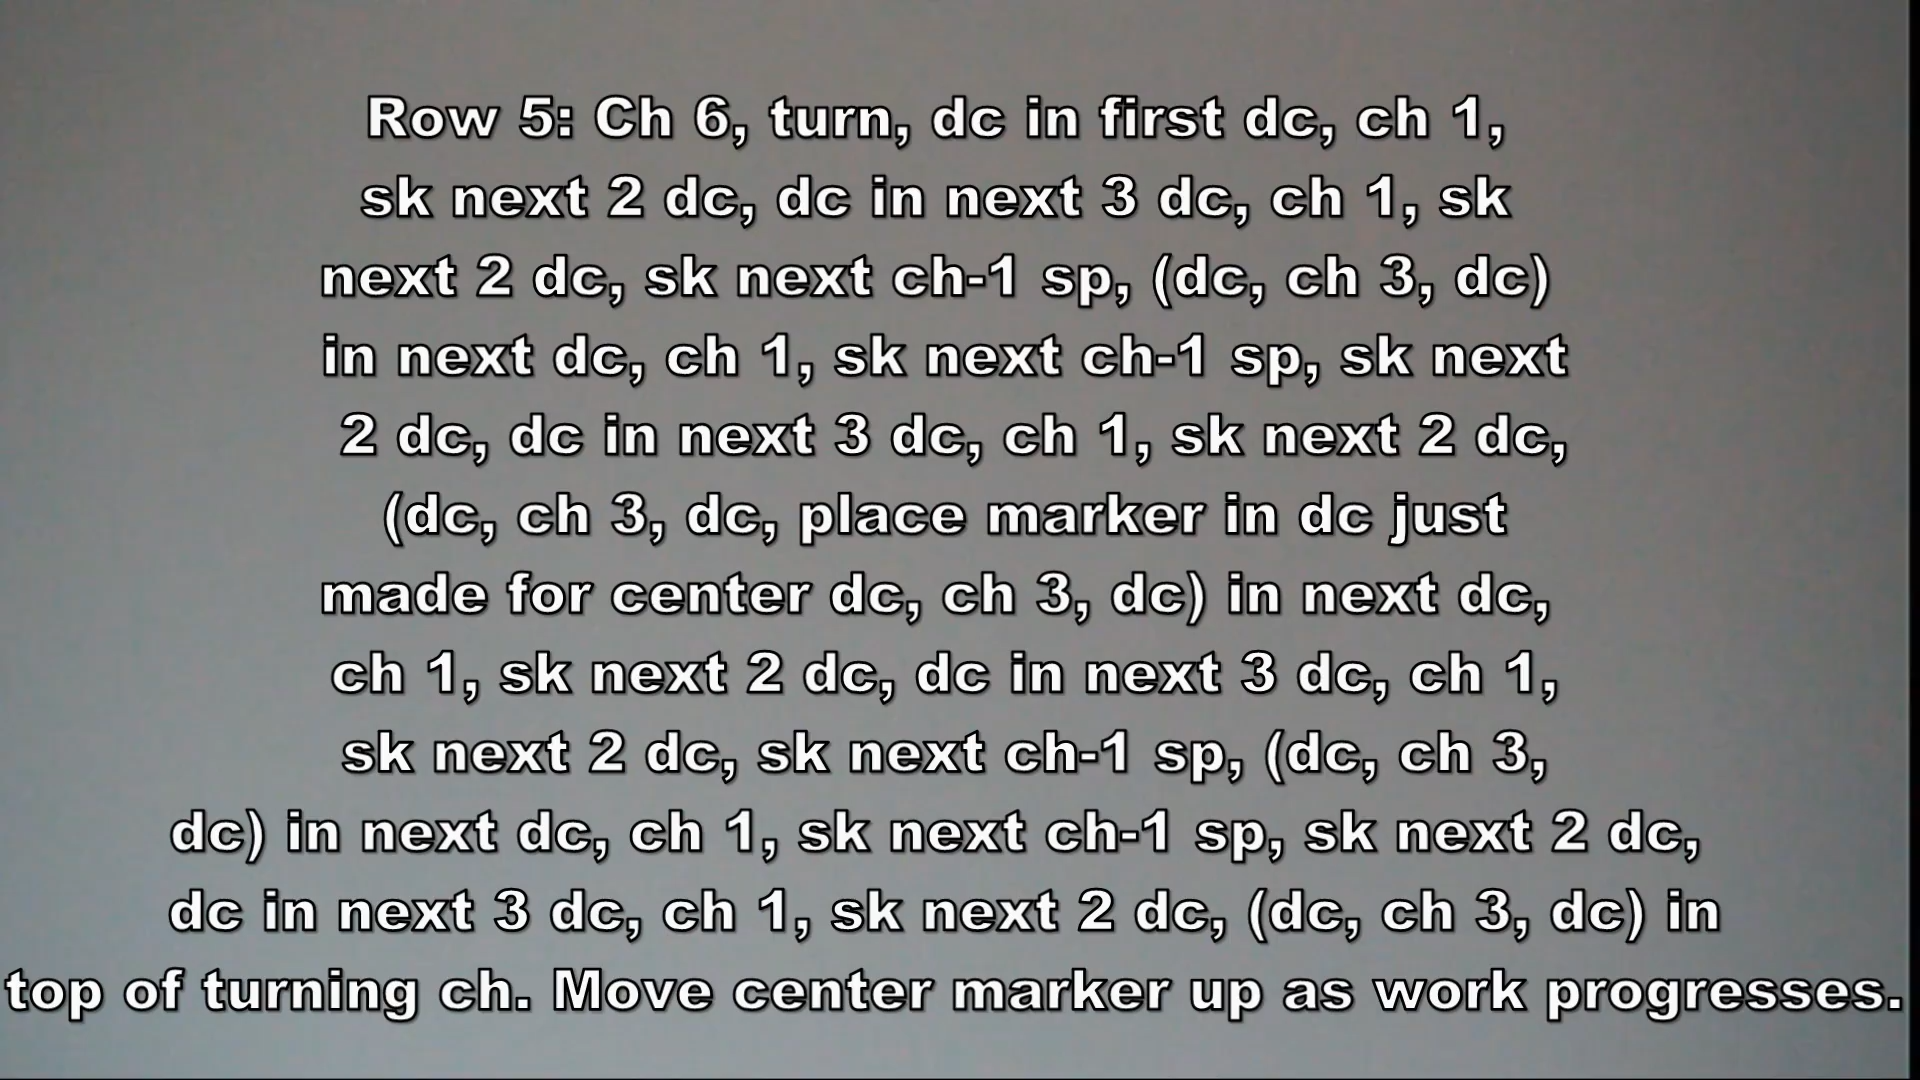 Row 5: Ch 6, turn, dc in first dc, ch 1,
sk next 2 dc, dc in next 3 dc, ch 1, sk
next 2 dc, sk next ch-1 sp, (dc, ch 3, dc)
in next dc, ch 1, sk next ch-1 sp, sk next
2 dc, dc in next 3 dc, ch 1, sk next 2 dc,
(dc, ch 3, dc, place marker in dc just
made for center dc, ch 3, dc) in next dc,
ch 1, sk next 2 dc, dc in next 3 dc, ch 1,
sk next 2 dc, sk next ch-1 sp, (dc, ch 3,
dc) in next dc, ch 1, sk next ch-1 sp, sk next 2 dc,
dc in next 3 dc, ch 1, sk next 2 dc, (dc, ch 3, dc) in
top of turning ch. Move center marker up as work progresses.